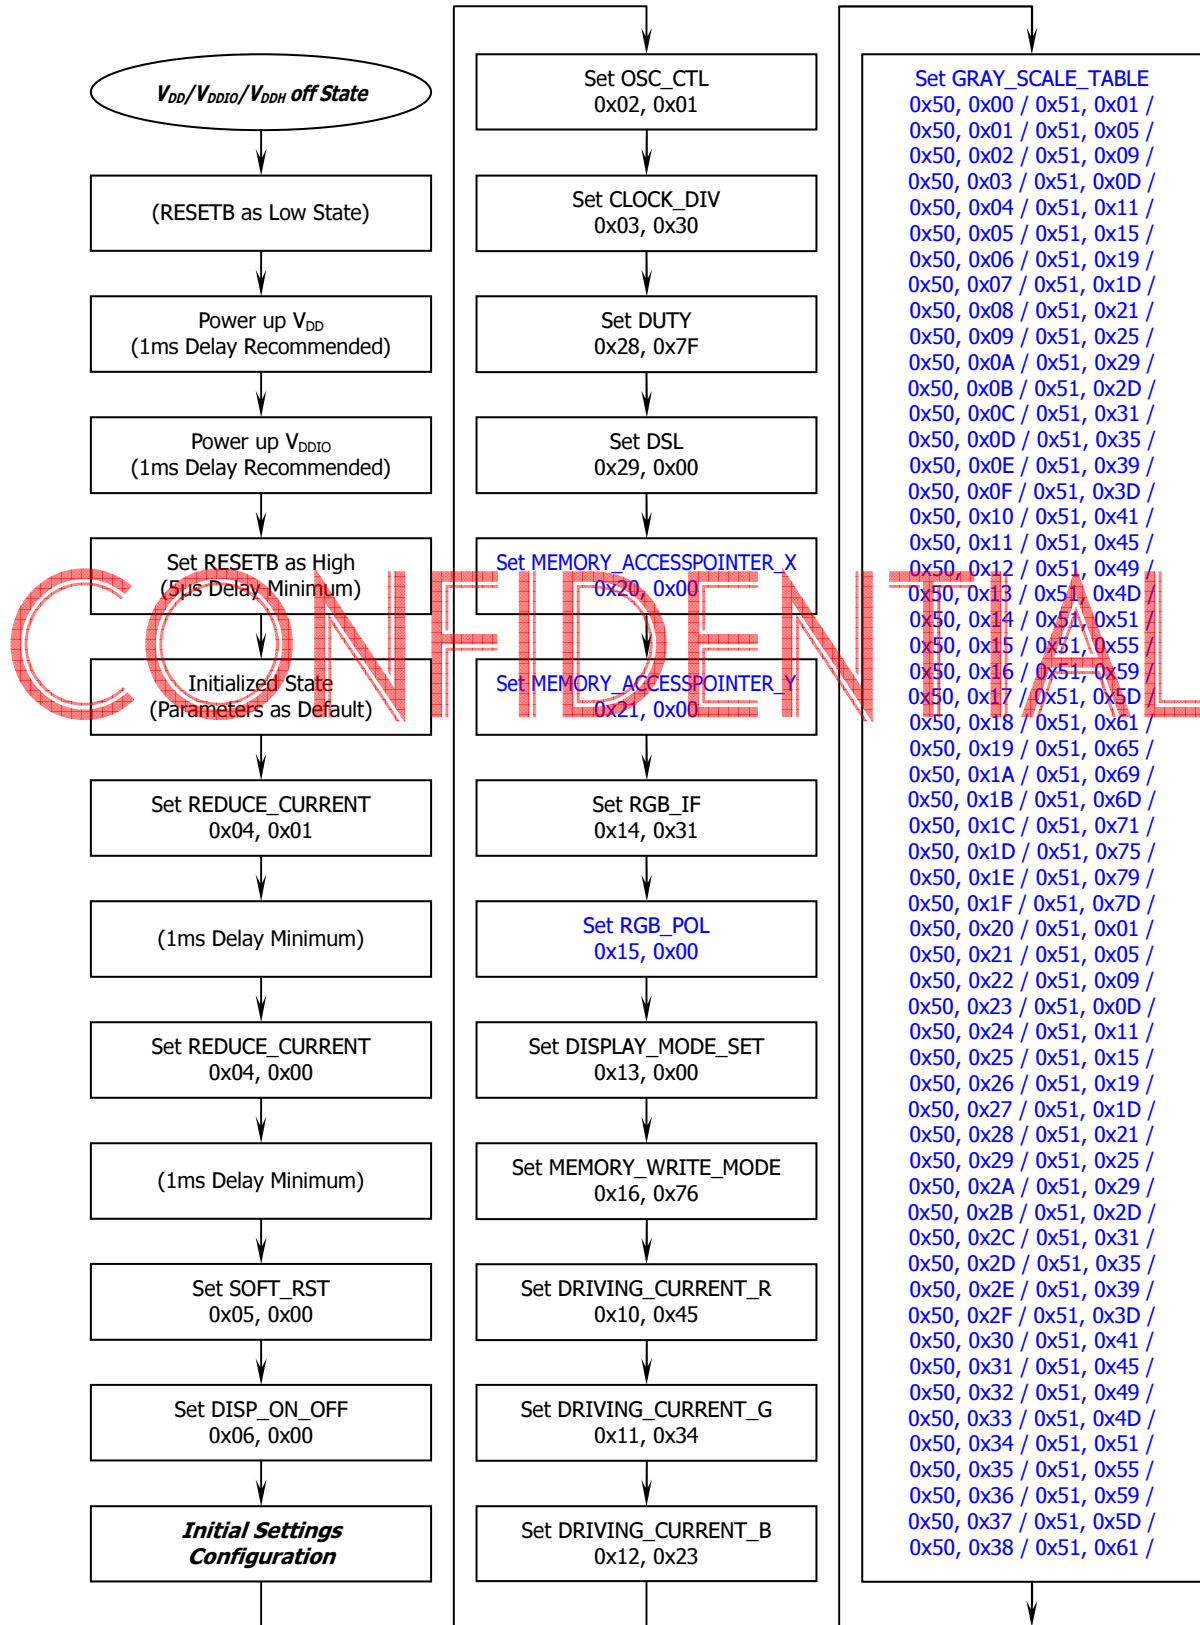 VDD/VDDIO/VDDH off State
(RESETB as Low State)
Power up VDD
(1ms Delay Recommended)
Power up VDDIO
(1ms Delay Recommended)
Set RESETB as High
(5μs Delay Minimum)
Initialized State
(Parameters as Default)
Set REDUCE_CURRENT
0x04, 0x01
(1ms Delay Minimum)
Set REDUCE_CURRENT
0x04, 0x00
(1ms Delay Minimum)
Set SOFT_RST
0x05, 0x00
Set DISP_ON_OFF
0x06, 0x00
Initial Settings
Configuration
Set OSC_CTL
0x02, 0x01
Set CLOCK_DIV
0x03, 0x30
Set DUTY
0x28, 0x7F
Set DSL
0x29, 0x00
Set MEMORY_ACCESSPOINTER_X
0x20, 0x00
Set MEMORY_ACCESSPOINTER_Y
0x21, 0x00
Set RGB_IF
0x14, 0x31
Set RGB_POL
0x15, 0x00
Set DISPLAY_MODE_SET
0x13, 0x00
Set MEMORY_WRITE_MODE
0x16, 0x76
Set DRIVING_CURRENT_R
0x10, 0x45
Set DRIVING_CURRENT_G
0x11, 0x34
Set DRIVING_CURRENT_B
0x12, 0x23
Set GRAY_SCALE_TABLE
0x50, 0x00 / 0x51, 0x01 /
0x50, 0x01 / 0x51, 0x05 /
0x50, 0x02 / 0x51, 0x09 /
0x50, 0x03 / 0x51, 0x0D /
0x50, 0x04 / 0x51, 0x11 /
0x50, 0x05 / 0x51, 0x15 /
0x50, 0x06 / 0x51, 0x19 /
0x50, 0x07 / 0x51, 0x1D /
0x50, 0x08 / 0x51, 0x21 /
0x50, 0x09 / 0x51, 0x25 /
0x50, 0x0A / 0x51, 0x29 /
0x50, 0x0B / 0x51, 0x2D /
0x50, 0x0C / 0x51, 0x31 /
0x50, 0x0D / 0x51, 0x35 /
0x50, 0x0E / 0x51, 0x39 /
0x50, 0x0F / 0x51, 0x3D /
0x50, 0x10 / 0x51, 0x41 /
0x50, 0x11 / 0x51, 0x45 /
0x50, 0x12 / 0x51, 0x49 /
0x50, 0x13 / 0x51, 0x4D /
0x50, 0x14 / 0x51, 0x51 /
0x50, 0x15 / 0x51, 0x55 /
0x50, 0x16 / 0x51, 0x59 /
0x50, 0x17 / 0x51, 0x5D /
0x50, 0x18 / 0x51, 0x61 /
0x50, 0x19 / 0x51, 0x65 /
0x50, 0x1A / 0x51, 0x69 /
0x50, 0x1B / 0x51, 0x6D /
0x50, 0x1C / 0x51, 0x71 /
0x50, 0x1D / 0x51, 0x75 /
0x50, 0x1E / 0x51, 0x79 /
0x50, 0x1F / 0x51, 0x7D /
0x50, 0x20 / 0x51, 0x01 /
0x50, 0x21 / 0x51, 0x05 /
0x50, 0x22 / 0x51, 0x09 /
0x50, 0x23 / 0x51, 0x0D /
0x50, 0x24 / 0x51, 0x11 /
0x50, 0x25 / 0x51, 0x15 /
0x50, 0x26 / 0x51, 0x19 /
0x50, 0x27 / 0x51, 0x1D /
0x50, 0x28 / 0x51, 0x21 /
0x50, 0x29 / 0x51, 0x25 /
0x50, 0x2A / 0x51, 0x29 /
0x50, 0x2B / 0x51, 0x2D /
0x50, 0x2C / 0x51, 0x31 /
0x50, 0x2D / 0x51, 0x35 /
0x50, 0x2E / 0x51, 0x39 /
0x50, 0x2F / 0x51, 0x3D /
0x50, 0x30 / 0x51, 0x41 /
0x50, 0x31 / 0x51, 0x45 /
0x50, 0x32 / 0x51, 0x49 /
0x50, 0x33 / 0x51, 0x4D /
0x50, 0x34 / 0x51, 0x51 /
0x50, 0x35 / 0x51, 0x55 /
0x50, 0x36 / 0x51, 0x59 /
0x50, 0x37 / 0x51, 0x5D /
0x50, 0x38 / 0x51, 0x61 /
CONFIDENTIAL